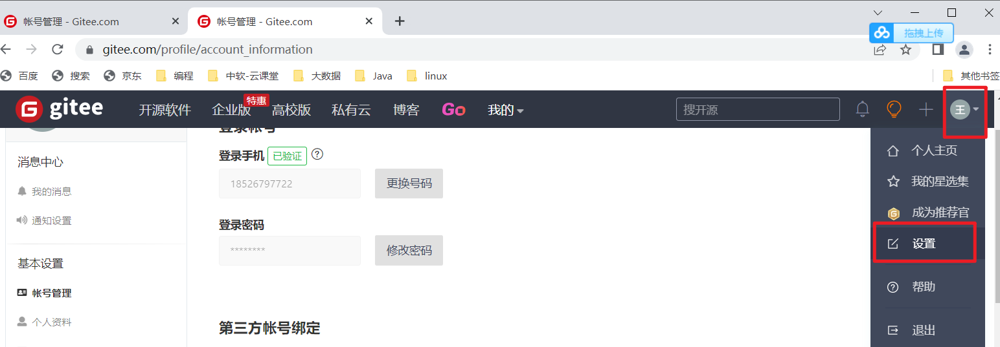 帐号管理 - Gitee.com
帐号管理 - Gitee.com
拖拽上传
gitee.com/profile/account_information
百度 搜索 京东 编程 中软-云课堂 大数据 Java linux 其他书签
gitee 开源软件 企业版 特惠 高校版 私有云 博客 Go 我的 搜开源 王
登录帐号
消息中心
我的消息
通知设置
基本设置
帐号管理
个人资料
登录手机 已验证
18526797722 更换号码
登录密码
******** 修改密码
第三方帐号绑定
个人主页
我的星选集
成为推荐官
设置
帮助
退出